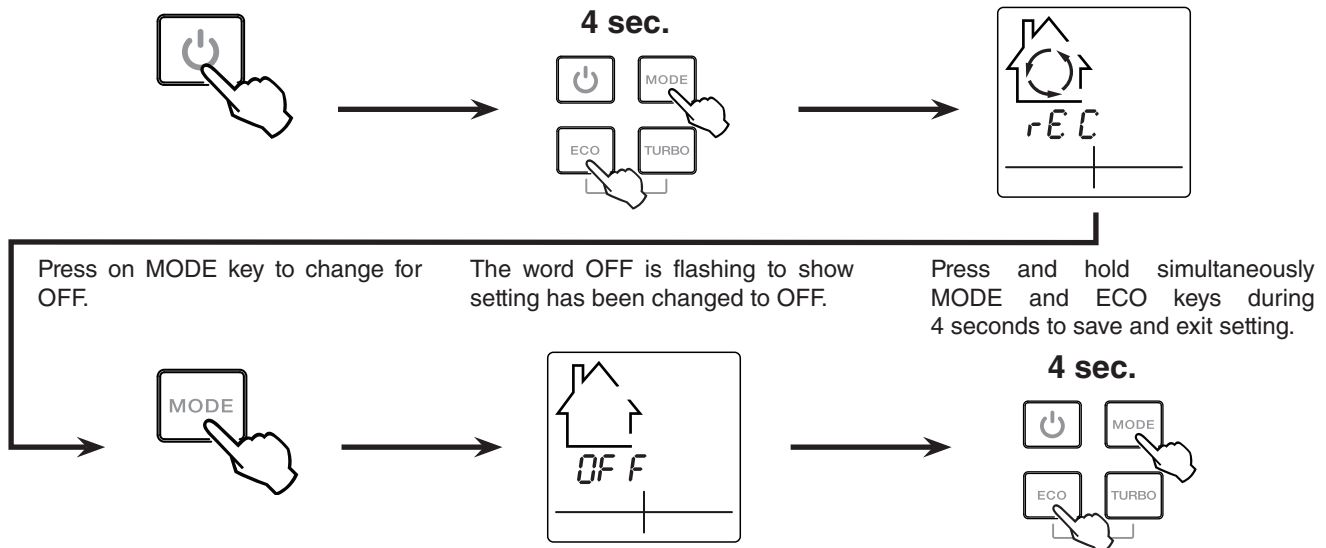 4 sec.
MODE
ECO TURBO
rEC
Press on MODE key to change for
OFF.
The word OFF is flashing to show
setting has been changed to OFF.
Press and hold simultaneously
MODE and ECO keys during
4 seconds to save and exit setting.
MODE
OFF
4 sec.
MODE
ECO TURBO